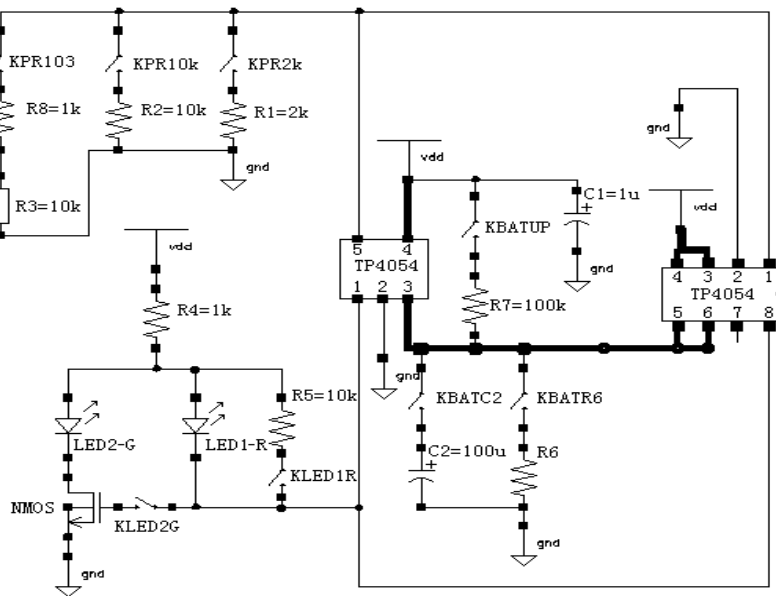 KPR103
KPR10k
KPR2k
R8=1k
R2=10k
R1=2k
gnd
gnd
vdd
R3=10k
C1=1u
vdd
KBATUP
vdd
5 4
TP4054
1 2 3
gnd
4 3 2 1
TP4054
5 6 7 8
R4=1k
R7=100k
gnd
R5=10k
KBATC2
KBATR6
LED2-G
LED1-R
C2=100u
R6
KLED1R
NMOS
KLED2G
gnd
gnd